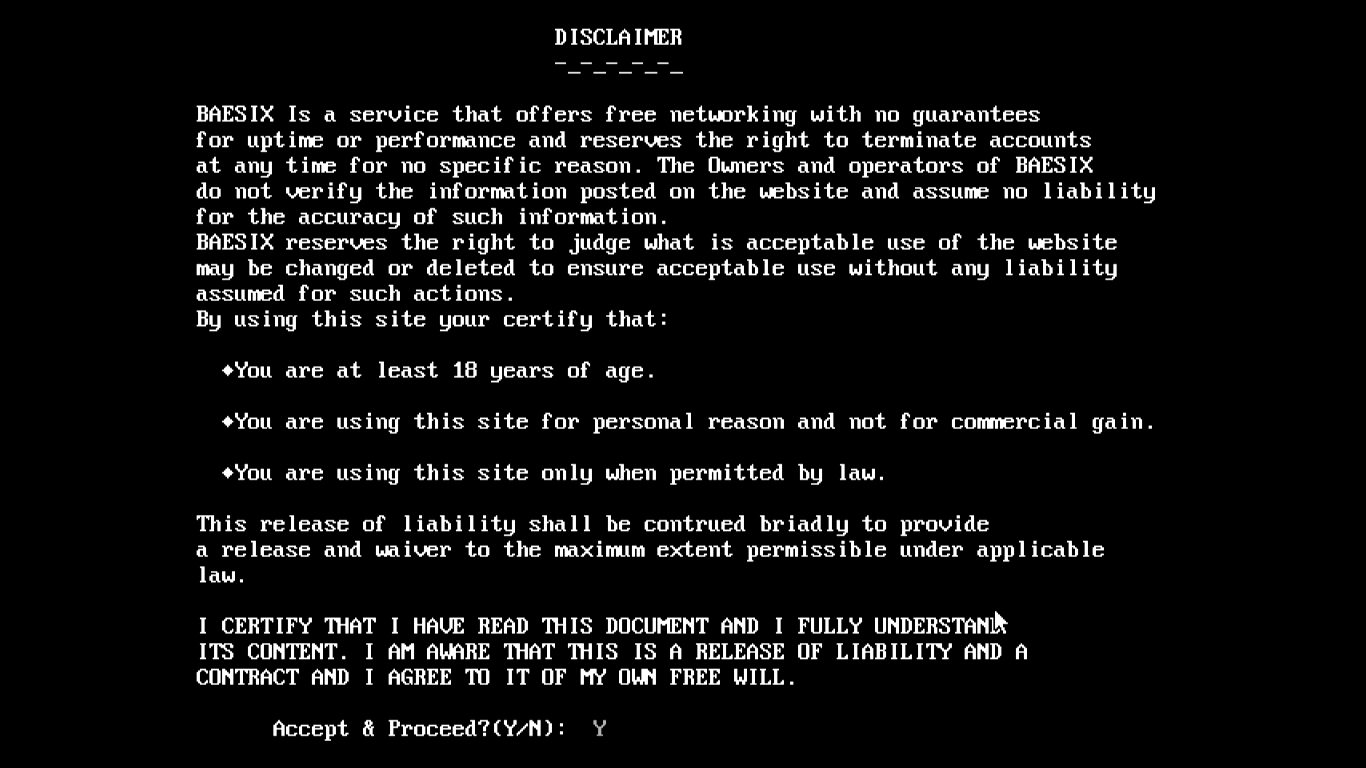 DISCLAIMER
-_-_-_-_-_
BAESIX Is a service that offers free networking with no guarantees
for uptime or performance and reserves the right to terminate accounts
at any time for no specific reason. The Owners and operators of BAESIX
do not verify the information posted on the website and assume no liability
for the accuracy of such information.
BAESIX reserves the right to judge what is acceptable use of the website
may be changed or deleted to ensure acceptable use without any liability
assumed for such actions.
By using this site your certify that:
♦You are at least 18 years of age.
♦You are using this site for personal reason and not for commercial gain.
♦You are using this site only when permitted by law.
This release of liability shall be contrued briadly to provide
a release and waiver to the maximum extent permissible under applicable
law.
I CERTIFY THAT I HAVE READ THIS DOCUMENT AND I FULLY UNDERSTAND
ITS CONTENT. I AM AWARE THAT THIS IS A RELEASE OF LIABILITY AND A
CONTRACT AND I AGREE TO IT OF MY OWN FREE WILL.
Accept & Proceed?(Y/N): Y